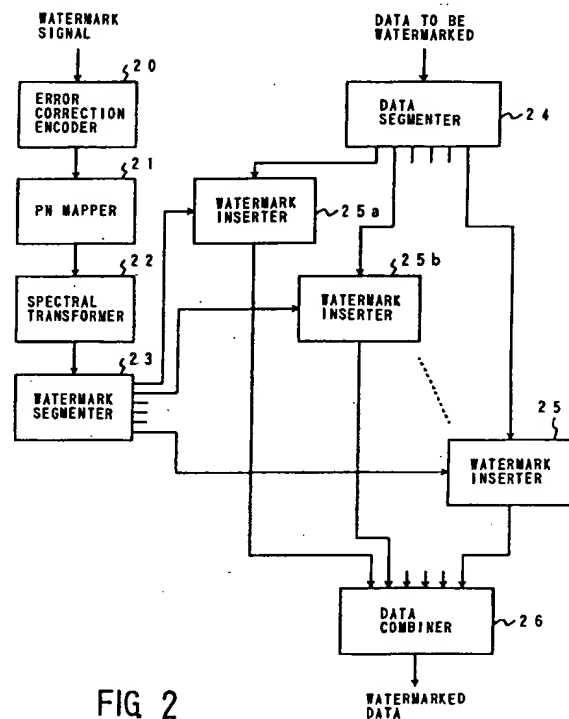 WATERMARK
SIGNAL
20
ERROR
CORRECTION
ENCODER
21
PN MAPPER
22
SPECTRAL
TRANSFORMER
23
WATERMARK
SEGMENTER
DATA TO BE
WATERMARKED
DATA
SEGMENTER
24
WATERMARK
INSERTER
25a
25b
WATERMARK
INSERTER
25
WATERMARK
INSERTER
DATA
COMBINER
26
WATERMARKED
DATA
FIG. 2